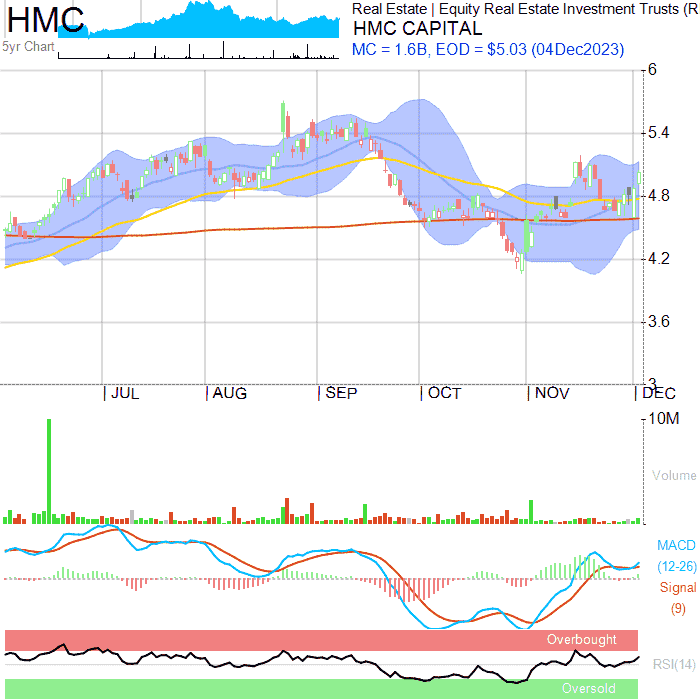 HMC
5yr Chart
Real Estate | Equity Real Estate Investment Trusts (R
HMC CAPITAL
MC = 1.6B, EOD = $5.03 (04Dec2023)
6
5.4
4.8
4.2
3.6
3
JUL AUG SEP OCT NOV DEC
10M
Volume
MACD
(12-26)
Signal
(9)
Overbought
RSI(14)
Oversold